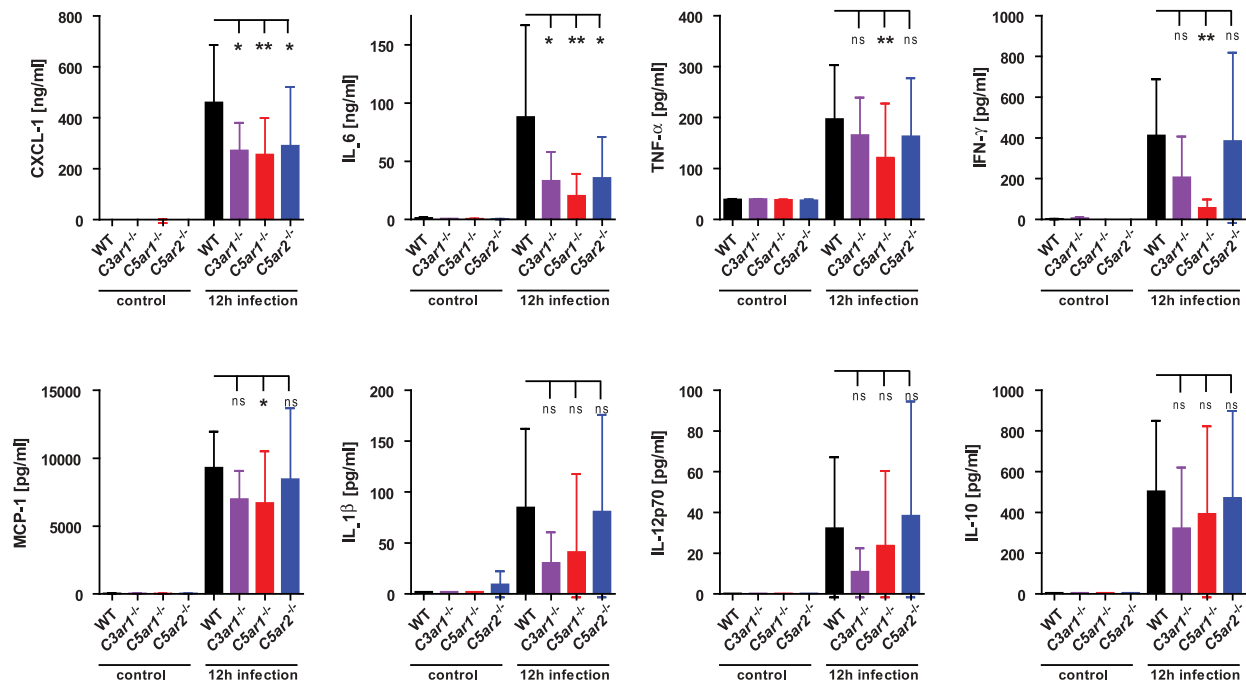 CXCL-1 [ng/ml]
800
600
400
200
0
* ** *
WT C3ar1-/- C5ar1-/- C5ar2-/- WT C3ar1-/- C5ar1-/- C5ar2-/-
control 12h infection
IL_6 [ng/ml]
150
100
50
0
* ** *
WT C3ar1-/- C5ar1-/- C5ar2-/- WT C3ar1-/- C5ar1-/- C5ar2-/-
control 12h infection
TNF-α [pg/ml]
400
300
200
100
0
ns ** ns
WT C3ar1-/- C5ar1-/- C5ar2-/- WT C3ar1-/- C5ar1-/- C5ar2-/-
control 12h infection
IFN-γ [pg/ml]
1000
800
600
400
200
0
ns ** ns
WT C3ar1-/- C5ar1-/- C5ar2-/- WT C3ar1-/- C5ar1-/- C5ar2-/-
control 12h infection
MCP-1 [pg/ml]
15000
10000
5000
0
ns * ns
WT C3ar1-/- C5ar1-/- C5ar2-/- WT C3ar1-/- C5ar1-/- C5ar2-/-
control 12h infection
IL_1β [pg/ml]
200
150
100
50
0
ns ns ns
WT C3ar1-/- C5ar1-/- C5ar2-/- WT C3ar1-/- C5ar1-/- C5ar2-/-
control 12h infection
IL-12p70 [pg/ml]
100
80
60
40
20
0
ns ns ns
WT C3ar1-/- C5ar1-/- C5ar2-/- WT C3ar1-/- C5ar1-/- C5ar2-/-
control 12h infection
IL-10 [pg/ml]
1000
800
600
400
200
0
ns ns ns
WT C3ar1-/- C5ar1-/- C5ar2-/- WT C3ar1-/- C5ar1-/- C5ar2-/-
control 12h infection